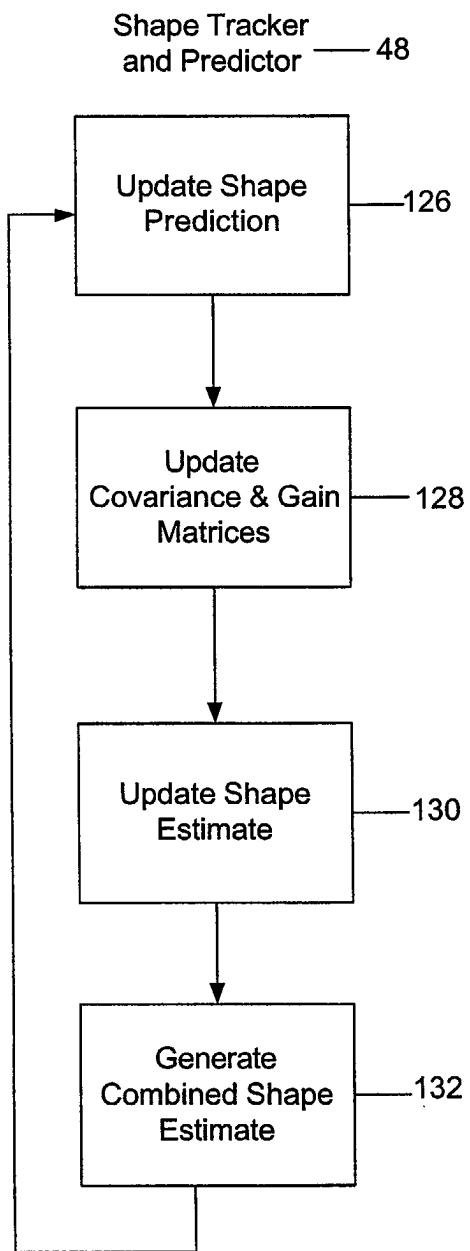 Shape Tracker
and Predictor
48
Update Shape
Prediction
126
Update
Covariance & Gain
Matrices
128
Update Shape
Estimate
130
Generate
Combined Shape
Estimate
132